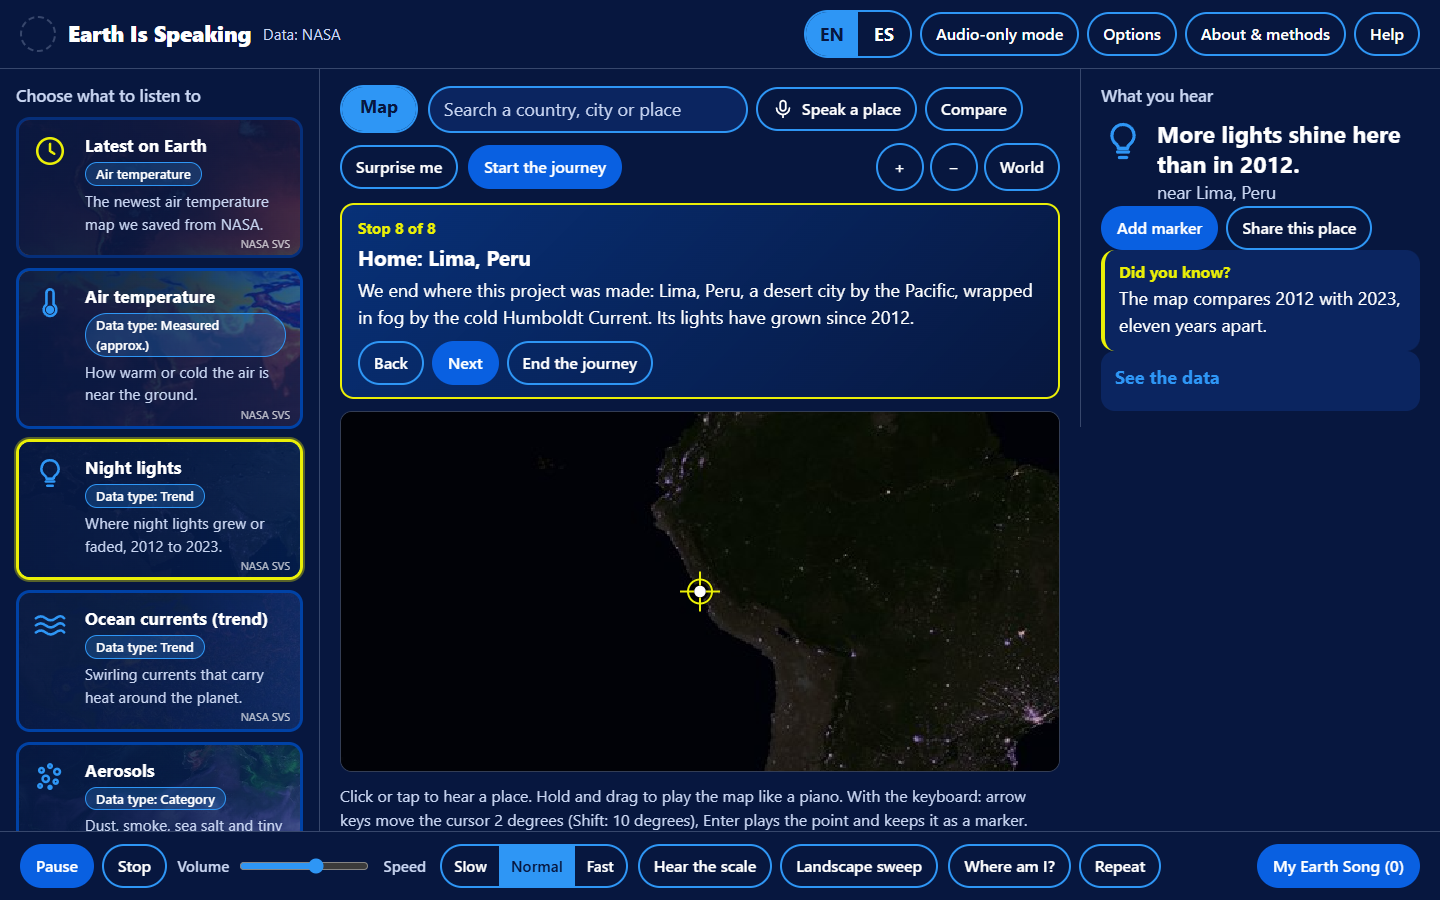 Earth Is Speaking
Data: NASA
EN
ES
Audio-only mode
Options
About & methods
Help
Choose what to listen to
Latest on Earth
Air temperature
The newest air temperature
map we saved from NASA.
NASA SVS
Air temperature
Data type: Measured
(approx.)
How warm or cold the air is
near the ground.
NASA SVS
Night lights
Data type: Trend
Where night lights grew or
faded, 2012 to 2023.
NASA SVS
Ocean currents (trend)
Data type: Trend
Swirling currents that carry
heat around the planet.
NASA SVS
Aerosols
Data type: Category
Dust, smoke, sea salt and tiny
Map
Search a country, city or place
Speak a place
Compare
Surprise me
Start the journey
+
–
World
Stop 8 of 8
Home: Lima, Peru
We end where this project was made: Lima, Peru, a desert city by the Pacific, wrapped
in fog by the cold Humboldt Current. Its lights have grown since 2012.
Back
Next
End the journey
Click or tap to hear a place. Hold and drag to play the map like a piano. With the keyboard: arrow
keys move the cursor 2 degrees (Shift: 10 degrees), Enter plays the point and keeps it as a marker.
What you hear
More lights shine here
than in 2012.
near Lima, Peru
Add marker
Share this place
Did you know?
The map compares 2012 with 2023,
eleven years apart.
See the data
Pause
Stop
Volume
Speed
Slow
Normal
Fast
Hear the scale
Landscape sweep
Where am I?
Repeat
My Earth Song (0)